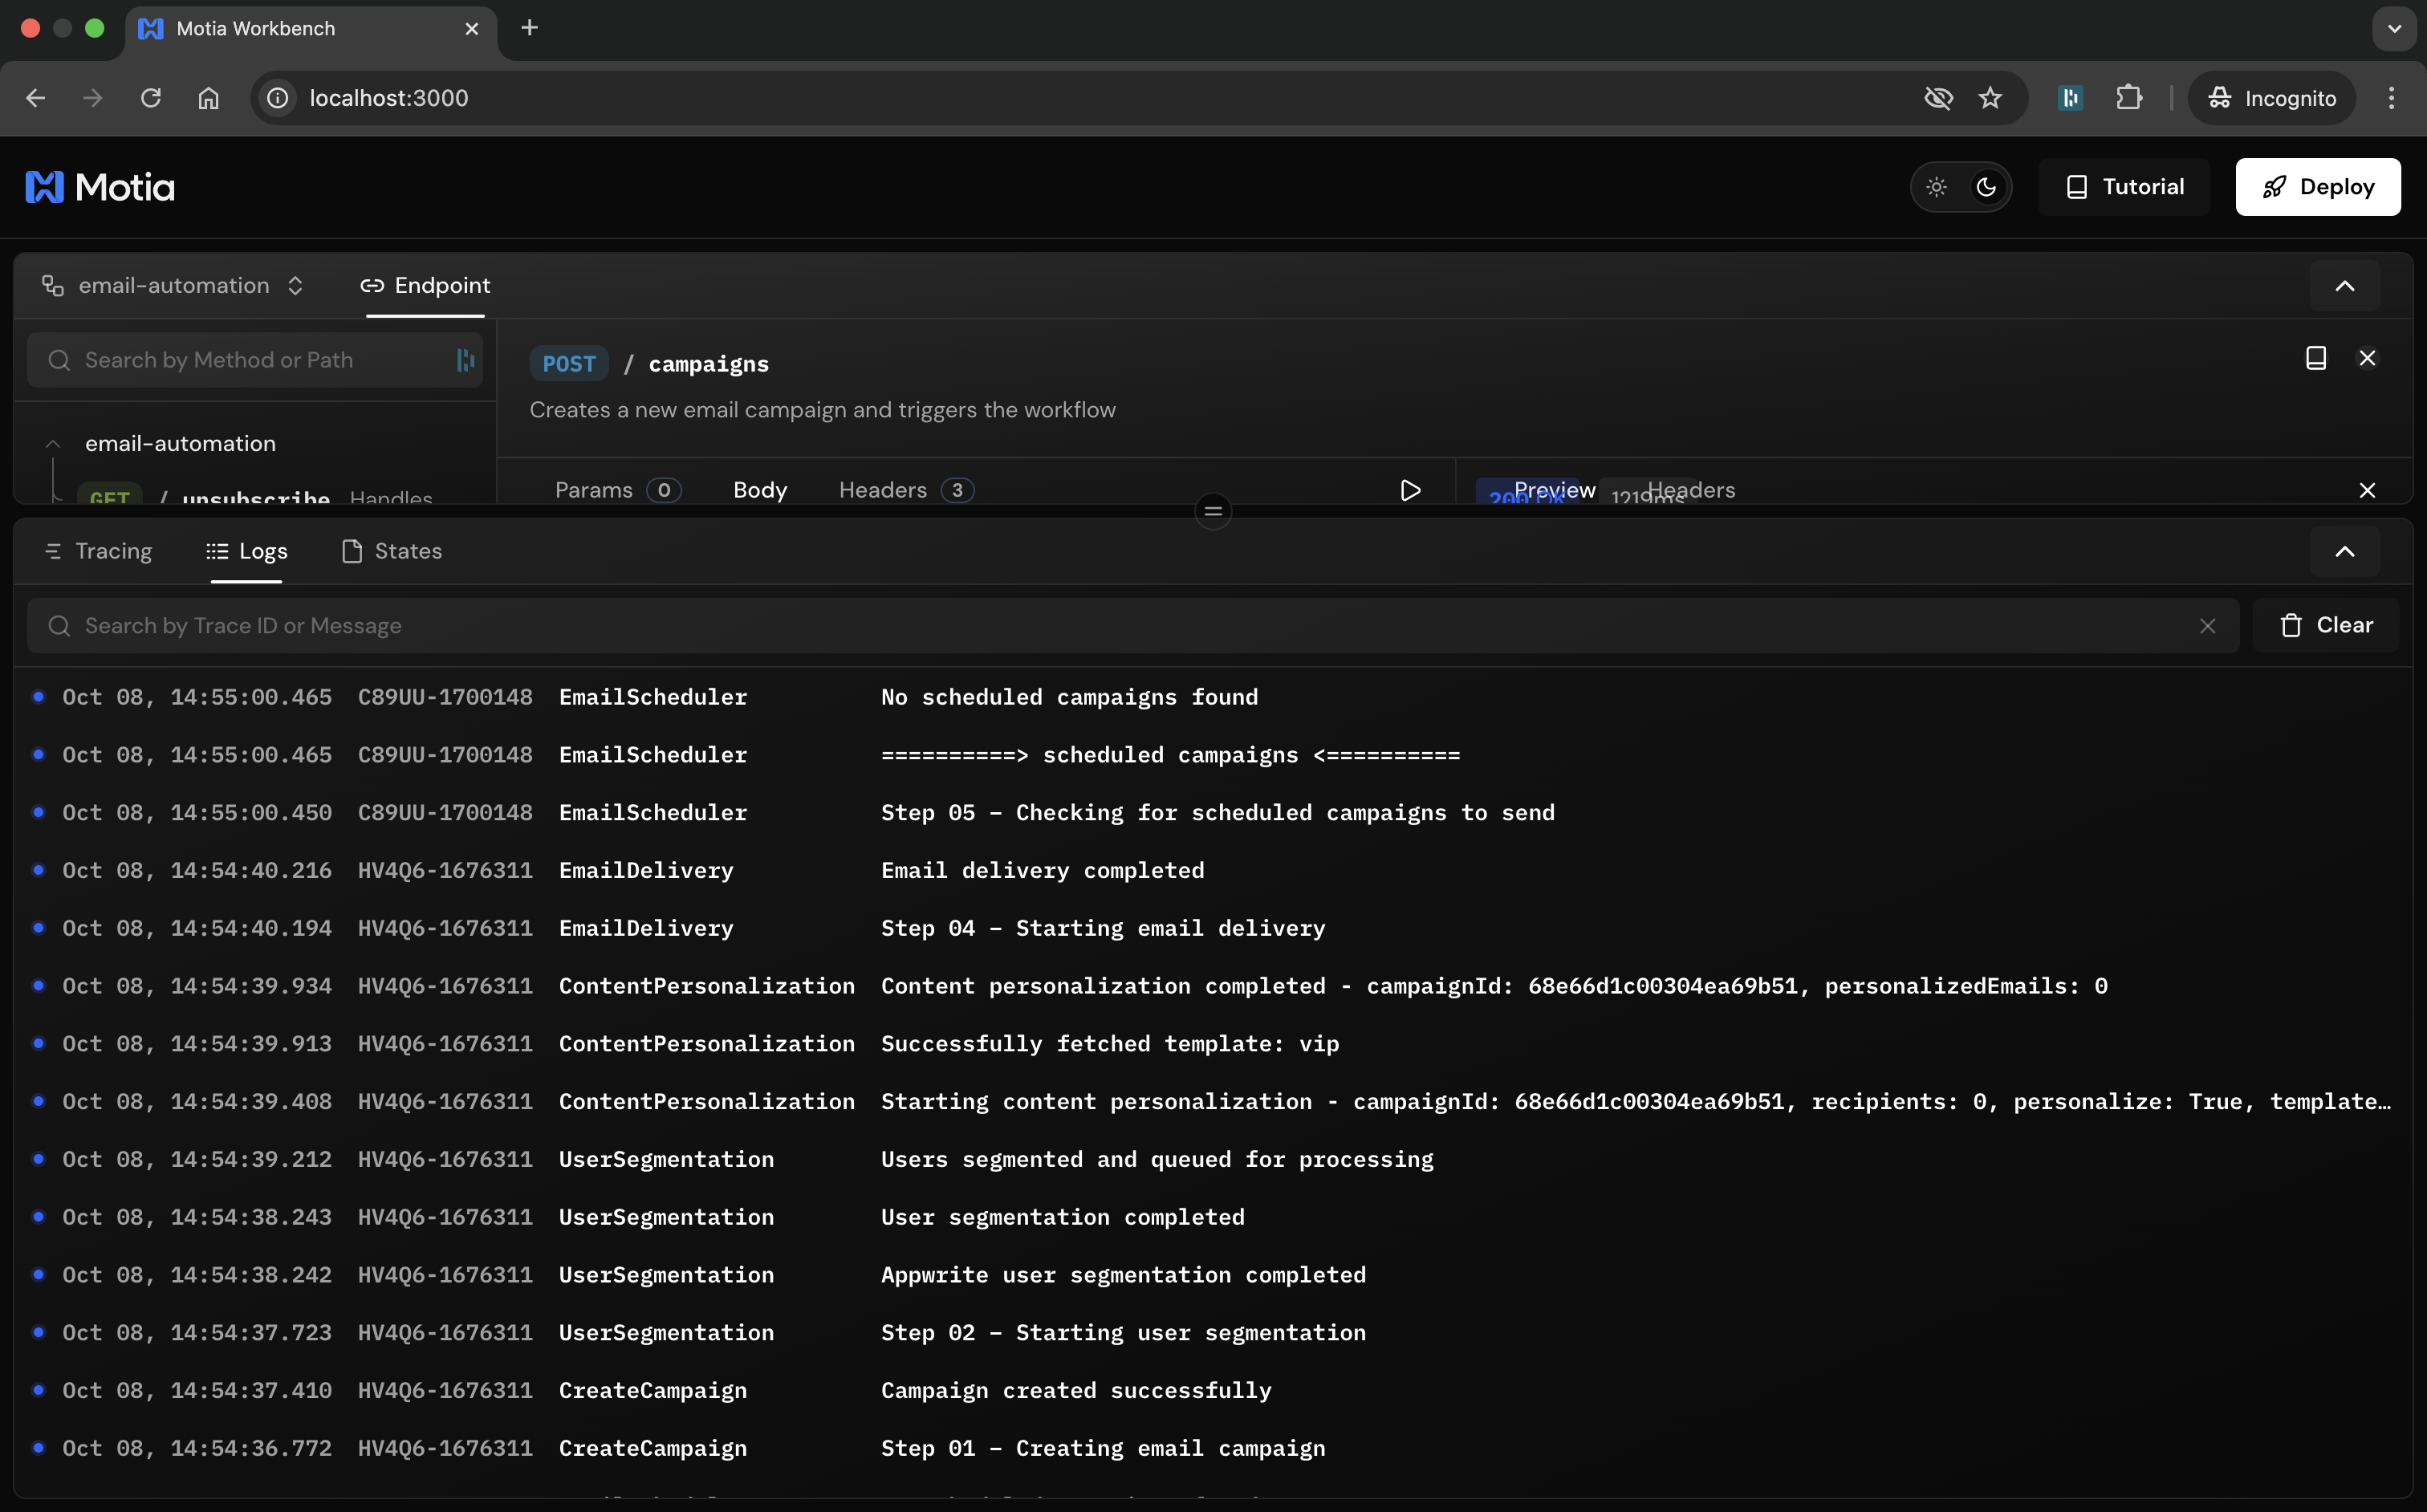 Motia Workbench
localhost:3000
Incognito
Motia
Tutorial
Deploy
email-automation
Endpoint
Search by Method or Path
POST / campaigns
Creates a new email campaign and triggers the workflow
email-automation
GET / unsubscribe Handles
Params 0 Body Headers 3
Preview Headers
200 OK 1219ms
Tracing Logs States
Search by Trace ID or Message
Clear
Oct 08, 14:55:00.465 C89UU-1700148 EmailScheduler No scheduled campaigns found
Oct 08, 14:55:00.465 C89UU-1700148 EmailScheduler ==========> scheduled campaigns <==========
Oct 08, 14:55:00.450 C89UU-1700148 EmailScheduler Step 05 – Checking for scheduled campaigns to send
Oct 08, 14:54:40.216 HV4Q6-1676311 EmailDelivery Email delivery completed
Oct 08, 14:54:40.194 HV4Q6-1676311 EmailDelivery Step 04 – Starting email delivery
Oct 08, 14:54:39.934 HV4Q6-1676311 ContentPersonalization Content personalization completed - campaignId: 68e66d1c00304ea69b51, personalizedEmails: 0
Oct 08, 14:54:39.913 HV4Q6-1676311 ContentPersonalization Successfully fetched template: vip
Oct 08, 14:54:39.408 HV4Q6-1676311 ContentPersonalization Starting content personalization - campaignId: 68e66d1c00304ea69b51, recipients: 0, personalize: True, template…
Oct 08, 14:54:39.212 HV4Q6-1676311 UserSegmentation Users segmented and queued for processing
Oct 08, 14:54:38.243 HV4Q6-1676311 UserSegmentation User segmentation completed
Oct 08, 14:54:38.242 HV4Q6-1676311 UserSegmentation Appwrite user segmentation completed
Oct 08, 14:54:37.723 HV4Q6-1676311 UserSegmentation Step 02 – Starting user segmentation
Oct 08, 14:54:37.410 HV4Q6-1676311 CreateCampaign Campaign created successfully
Oct 08, 14:54:36.772 HV4Q6-1676311 CreateCampaign Step 01 – Creating email campaign